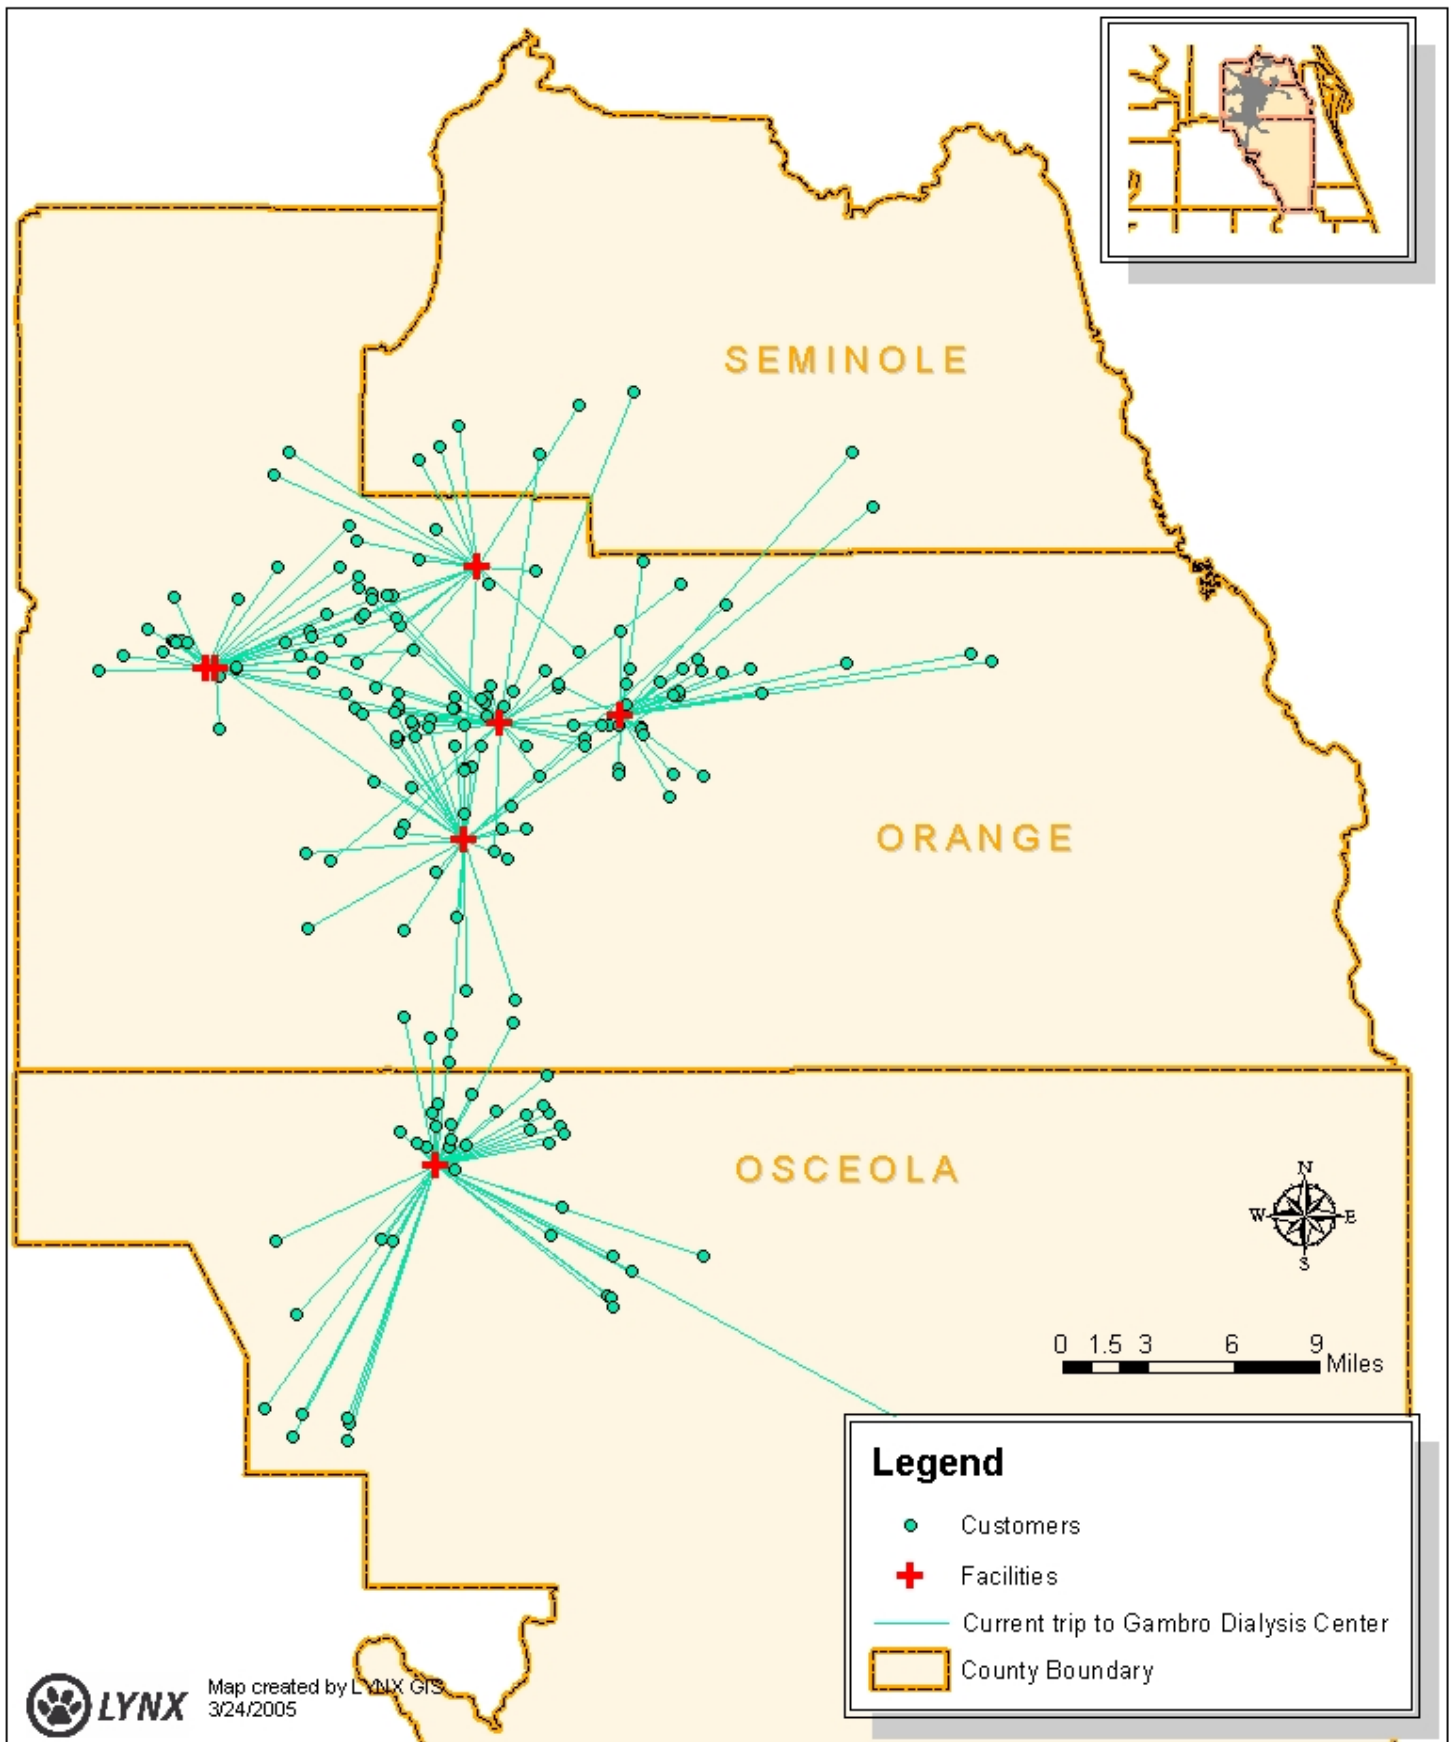 SEMINOLE
ORANGE
OSCEOLA
N
W E
S
0 1.5 3 6 9
Miles
Legend
Customers
Facilities
Current trip to Gambro Dialysis Center
County Boundary
LYNX
Map created by LYNX GIS
3/24/2005